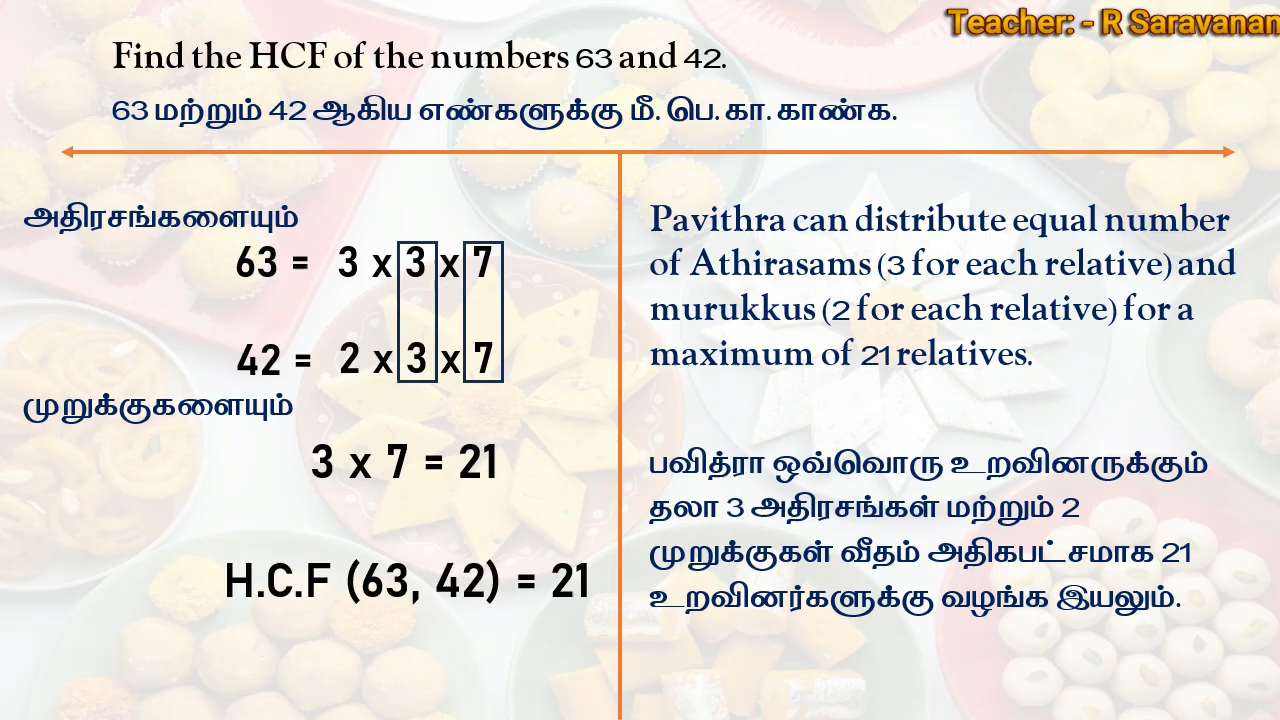 Teacher: - R Saravanan
Find the HCF of the numbers 63 and 42.
63 மற்றும் 42 ஆகிய எண்களுக்கு மீ. பெ. கா. காண்க.
அதிரசங்களையும்
63 = 3 x 3 x 7
42 = 2 x 3 x 7
முறுக்குகளையும்
3 x 7 = 21
H.C.F (63, 42) = 21
Pavithra can distribute equal number
of Athirasams (3 for each relative) and
murukkus (2 for each relative) for a
maximum of 21 relatives.
பவித்ரா ஒவ்வொரு உறவினருக்கும்
தலா 3 அதிரசங்கள் மற்றும் 2
முறுக்குகள் வீதம் அதிகபட்சமாக 21
உறவினர்களுக்கு வழங்க இயலும்.